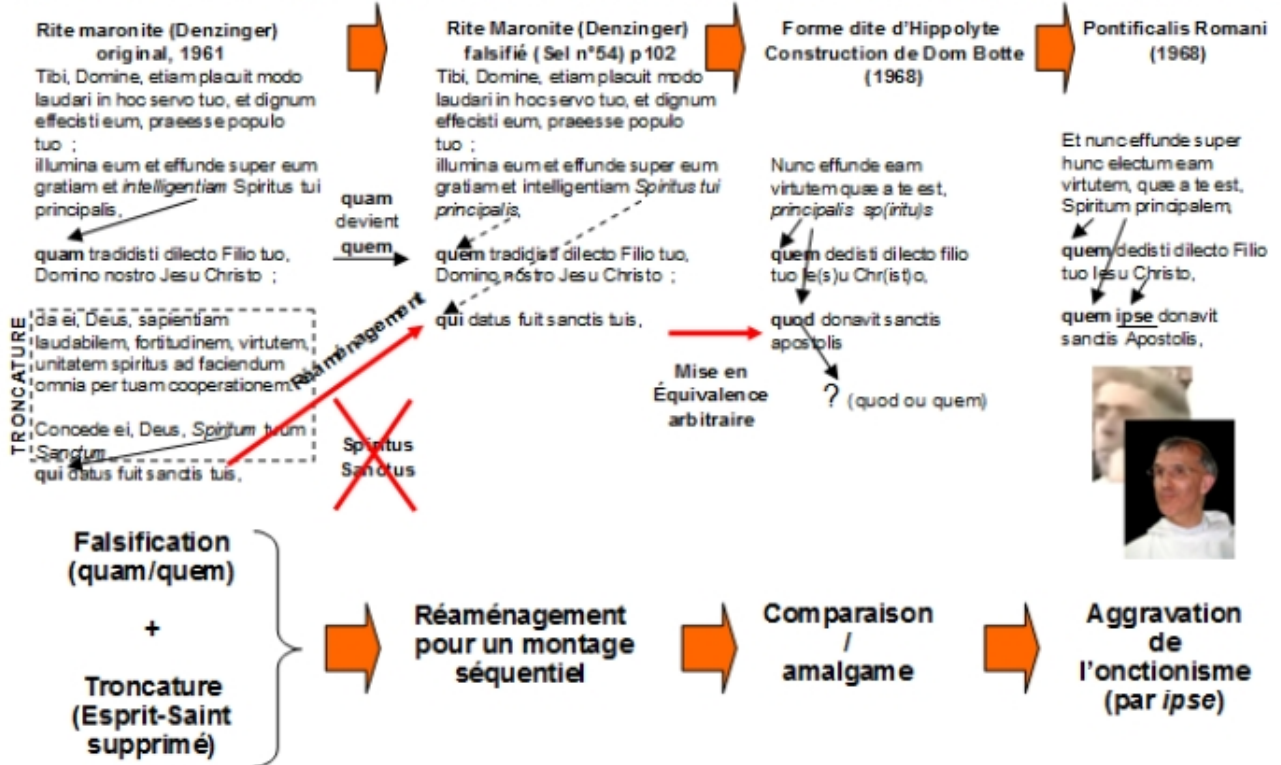 Rite maronite (Denzinger)
original, 1961
Tibi, Domine, etiam placuit modo
laudari in hoc servo tuo, et dignum
effecisti eum, praeesse populo
tuo ;
illumina eum et effunde super eum
gratiam et intelligentiam Spiritus tui
principalis,
quam tradidisti dilecto Filio tuo,
Domino nostro Jesu Christo ;
TRONCATURE
da ei, Deus, sapientiam
laudabilem, fortitudinem, virtutem,
unitatem spiritus ad faciendum
omnia per tuam cooperationem.
Concede ei, Deus, Spiritum tuum
Sanctum
qui datus fuit sanctis tuis,
quam
devient
quem
Réaménagement
Spiritus
Sanctus
Rite Maronite (Denzinger)
falsifié (Sel n°54) p102
Tibi, Domine, etiam placuit modo
laudari in hoc servo tuo, et dignum
effecisti eum, praeesse populo
tuo ;
illumina eum et effunde super eum
gratiam et intelligentiam Spiritus tui
principalis,
quem tradidisti dilecto Filio tuo,
Domino nostro Jesu Christo ;
qui datus fuit sanctis tuis,
Mise en
Équivalence
arbitraire
Forme dite d'Hippolyte
Construction de Dom Botte
(1968)
Nunc effunde eam
virtutem quæ a te est,
principalis sp(iritu)s
quem dedisti dilecto filio
tuo Ie(s)u Chr(ist)o,
quod donavit sanctis
apostolis
? (quod ou quem)
Pontificalis Romani
(1968)
Et nunc effunde super
hunc electum eam
virtutem, quæ a te est,
Spiritum principalem,
quem dedisti dilecto Filio
tuo Iesu Christo,
quem ipse donavit
sanctis Apostolis,
Falsification
(quam/quem)
+
Troncature
(Esprit-Saint
supprimé)
Réaménagement
pour un montage
séquentiel
Comparaison
/
amalgame
Aggravation
de
l'onctionisme
(par ipse)